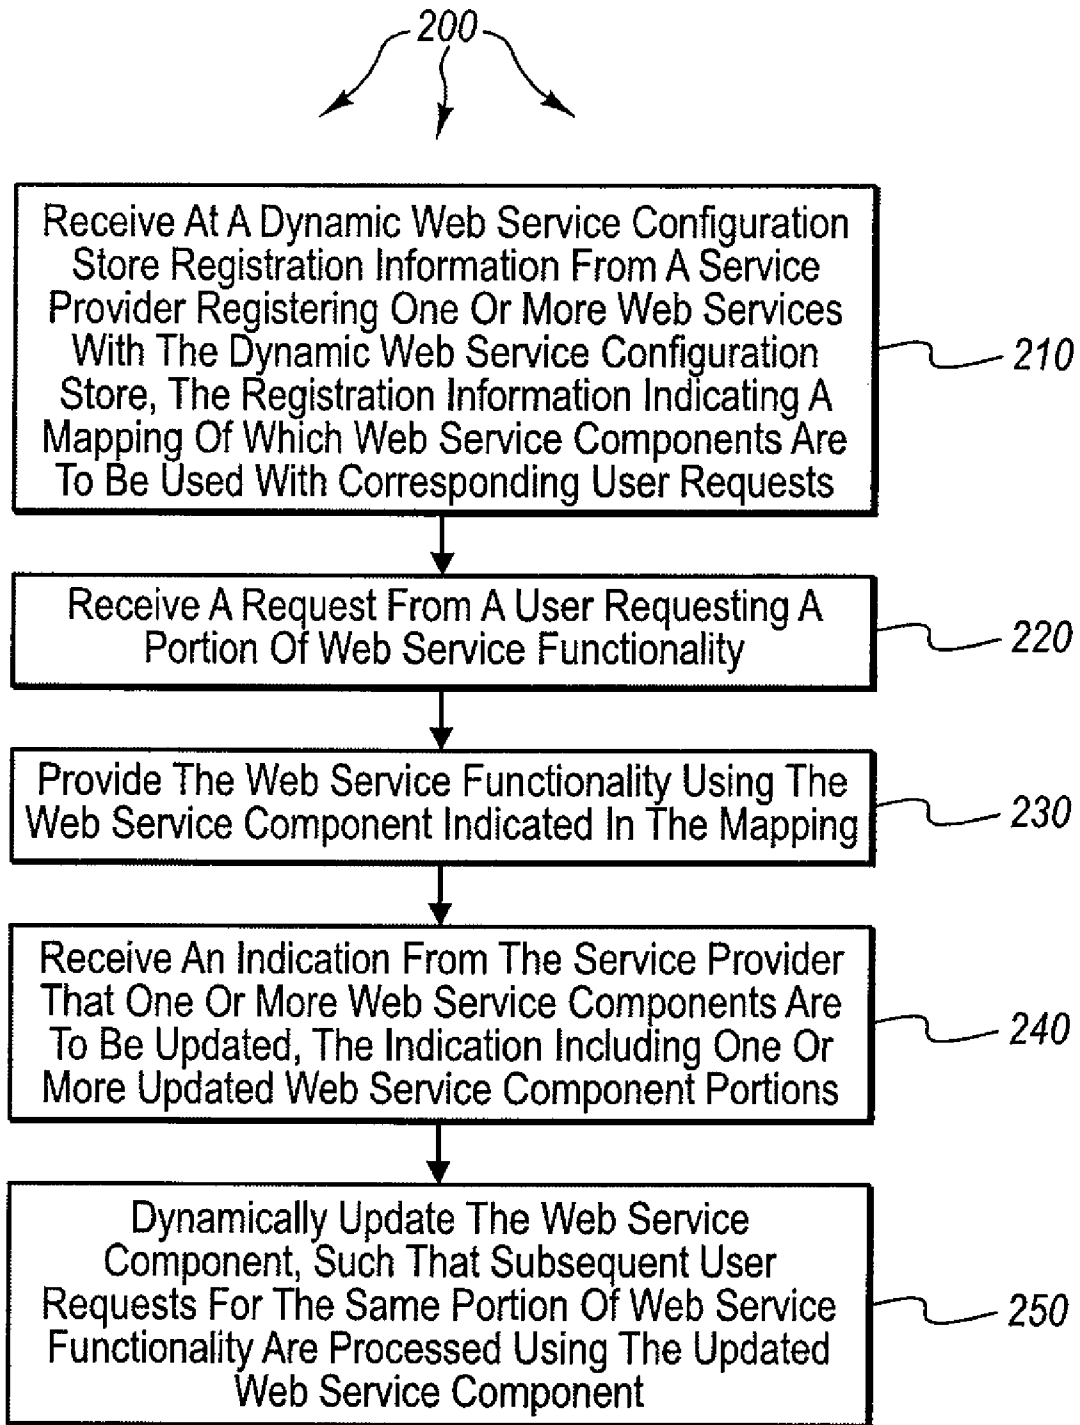 200
Receive At A Dynamic Web Service Configuration
Store Registration Information From A Service
Provider Registering One Or More Web Services
With The Dynamic Web Service Configuration
Store, The Registration Information Indicating A
Mapping Of Which Web Service Components Are
To Be Used With Corresponding User Requests
210
Receive A Request From A User Requesting A
Portion Of Web Service Functionality
220
Provide The Web Service Functionality Using The
Web Service Component Indicated In The Mapping
230
Receive An Indication From The Service Provider
That One Or More Web Service Components Are
To Be Updated, The Indication Including One Or
More Updated Web Service Component Portions
240
Dynamically Update The Web Service
Component, Such That Subsequent User
Requests For The Same Portion Of Web Service
Functionality Are Processed Using The Updated
Web Service Component
250